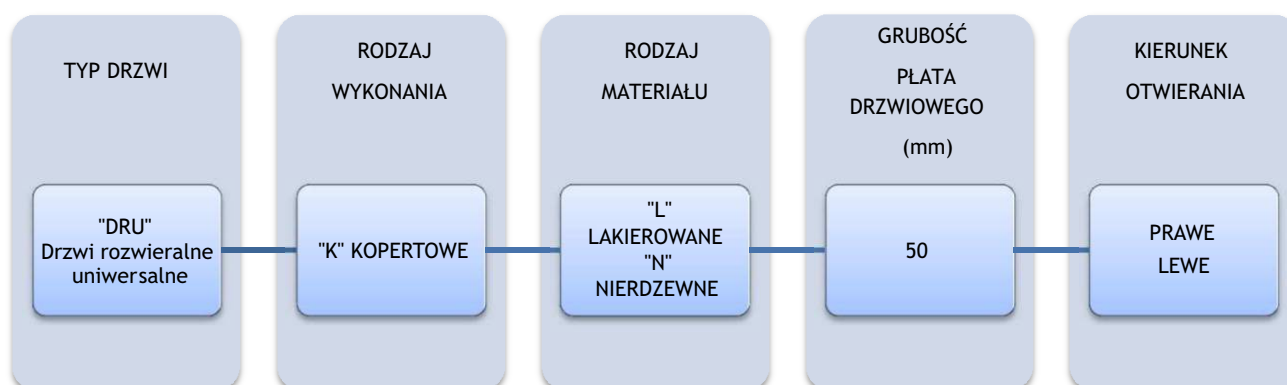 TYP DRZWI
"DRU"
Drzwi rozwieralne
uniwersalne
RODZAJ
WYKONANIA
"K" KOPERTOWE
RODZAJ
MATERIAŁU
"L"
LAKIEROWANE
"N"
NIERDZEWNE
GRUBOŚĆ
PŁATA
DRZWIOWEGO
(mm)
50
KIERUNEK
OTWIERANIA
PRAWE
LEWE